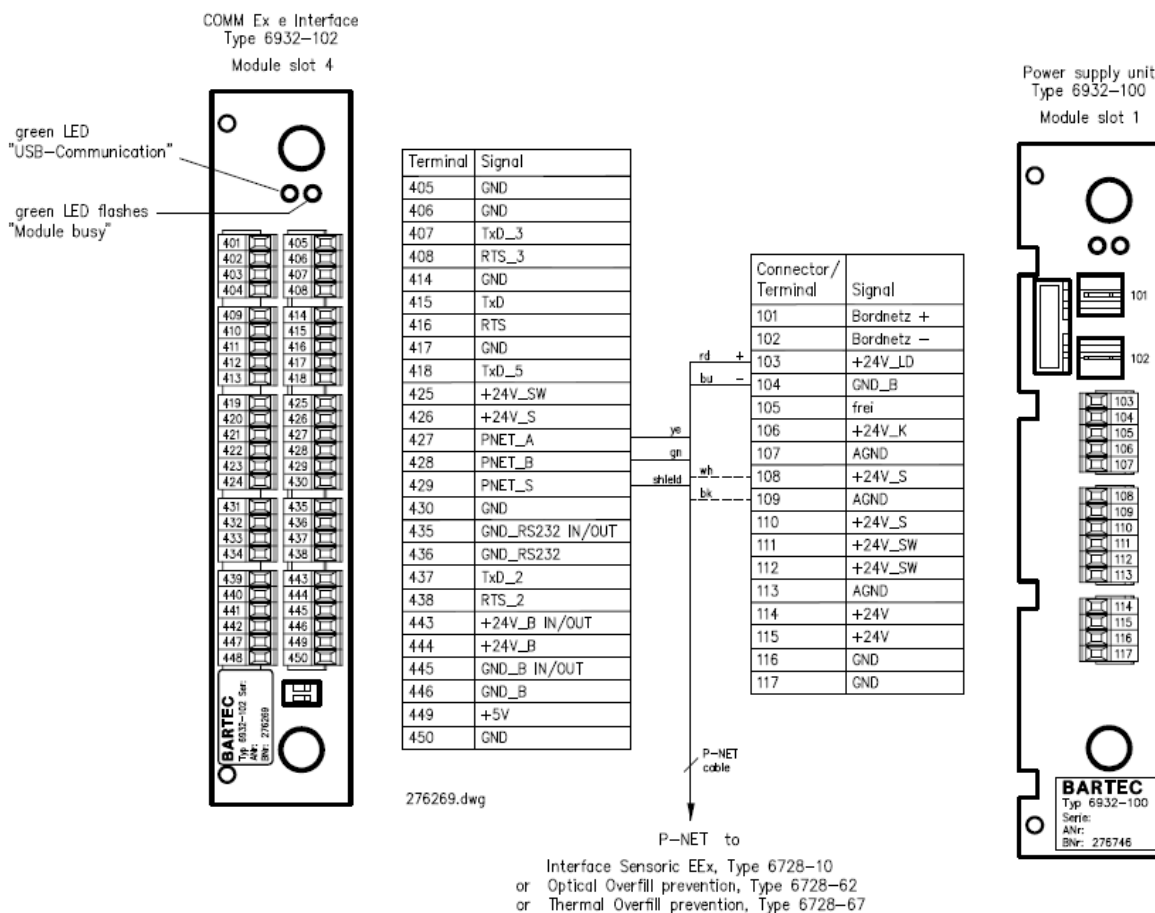 COMM Ex e Interface
Type 6932-102
Module slot 4
green LED
"USB-Communication"
green LED flashes
"Module busy"
401 405
402 406
403 407
404 408
409 414
410 415
411 416
412 417
413 418
419 425
420 426
421 427
422 428
423 429
424 430
431 435
432 436
433 437
434 438
439 443
440 444
441 445
442 446
447 449
448 450
BARTEC
Typ 6932-102 Ser:
ANr:
BNr: 276269
Terminal Signal
405 GND
406 GND
407 TxD_3
408 RTS_3
414 GND
415 TxD
416 RTS
417 GND
418 TxD_5
425 +24V_SW
426 +24V_S
427 PNET_A
428 PNET_B
429 PNET_S
430 GND
435 GND_RS232 IN/OUT
436 GND_RS232
437 TxD_2
438 RTS_2
443 +24V_B IN/OUT
444 +24V_B
445 GND_B IN/OUT
446 GND_B
449 +5V
450 GND
276269.dwg
ye
gn
shield
rd +
bu -
wh
bk
Connector/
Terminal Signal
101 Bordnetz +
102 Bordnetz -
103 +24V_LD
104 GND_B
105 frei
106 +24V_K
107 AGND
108 +24V_S
109 AGND
110 +24V_S
111 +24V_SW
112 +24V_SW
113 AGND
114 +24V
115 +24V
116 GND
117 GND
P-NET
cable
P-NET to
Interface Sensoric EEx, Type 6728-10
or Optical Overfill prevention, Type 6728-62
or Thermal Overfill prevention, Type 6728-67
Power supply unit
Type 6932-100
Module slot 1
101
102
103
104
105
106
107
108
109
110
111
112
113
114
115
116
117
BARTEC
Typ 6932-100
Serie:
ANr:
BNr: 276746